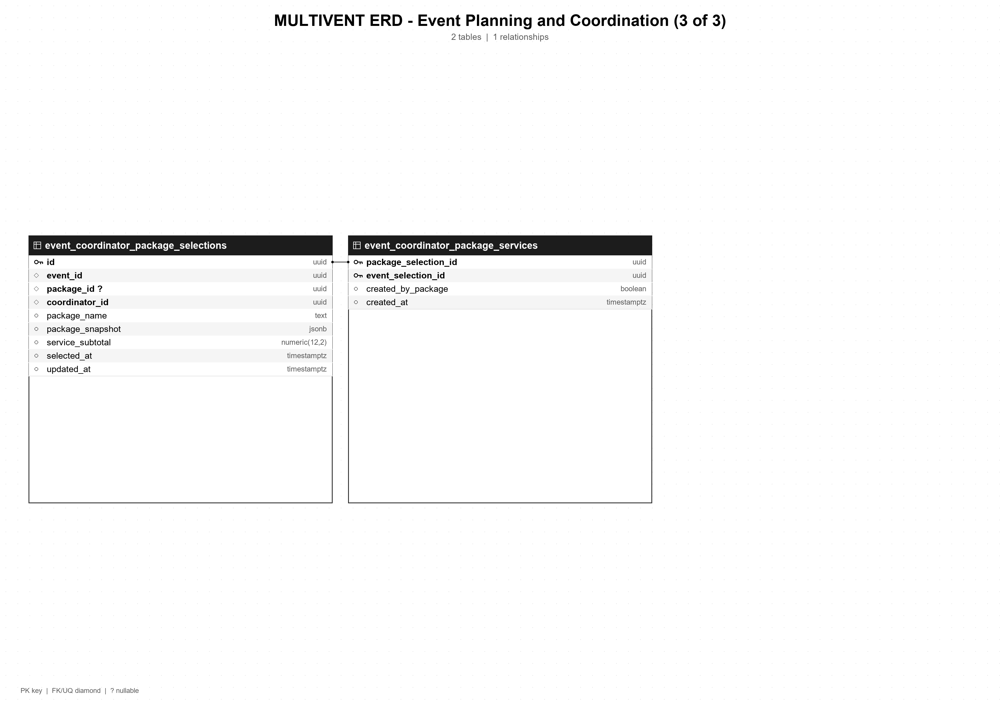 MULTIVENT ERD - Event Planning and Coordination (3 of 3)
2 tables | 1 relationships
event_coordinator_package_selections
id uuid
event_id uuid
package_id ? uuid
coordinator_id uuid
package_name text
package_snapshot jsonb
service_subtotal numeric(12,2)
selected_at timestamptz
updated_at timestamptz
event_coordinator_package_services
package_selection_id uuid
event_selection_id uuid
created_by_package boolean
created_at timestamptz
PK key | FK/UQ diamond | ? nullable